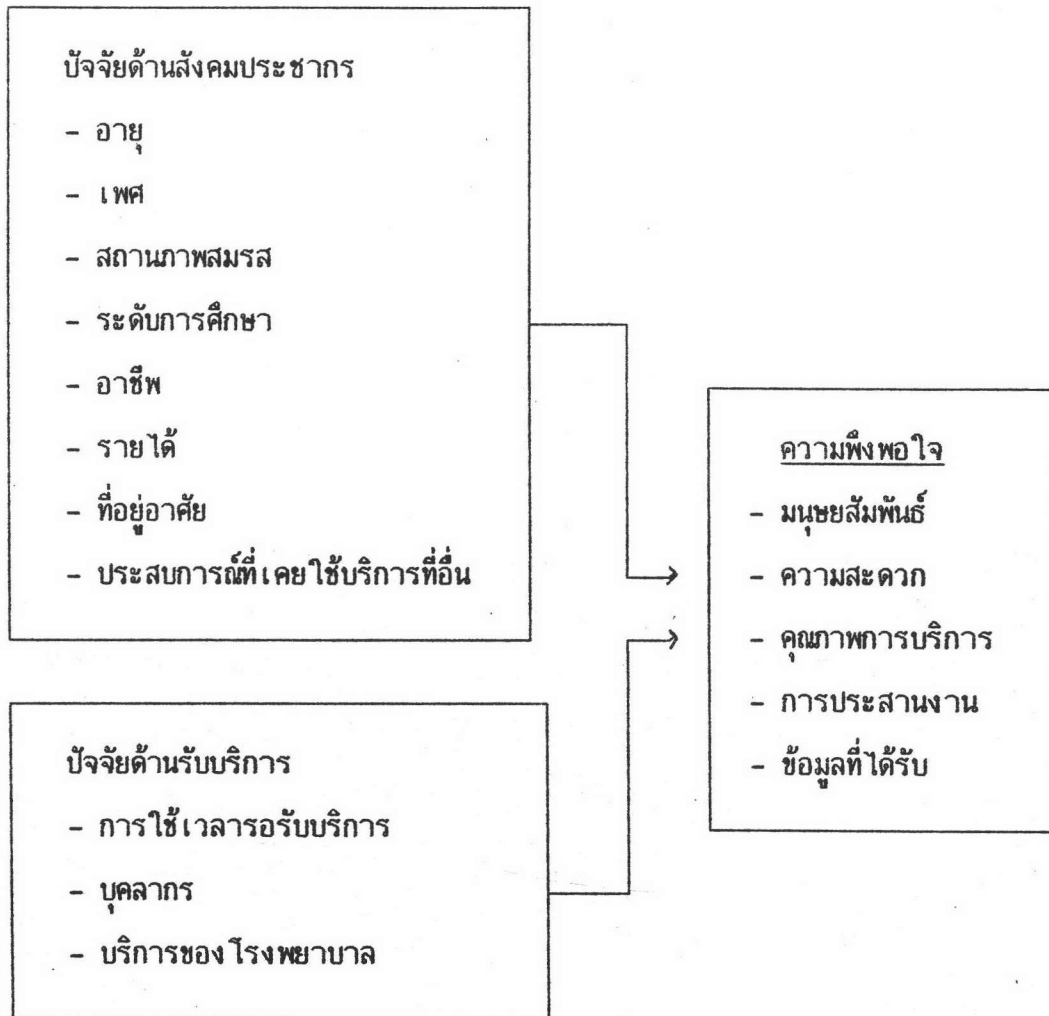 ปัจจัยด้านสังคมประชากร
- อายุ
- เพศ
- สถานภาพสมรส
- ระดับการศึกษา
- อาชีพ
- รายได้
- ที่อยู่อาศัย
- ประสบการณ์ที่เคยใช้บริการที่อื่น
ความพึงพอใจ
- มนุษยสัมพันธ์
- ความสะดวก
- คุณภาพการบริการ
- การประสานงาน
- ข้อมูลที่ได้รับ
ปัจจัยด้านรับบริการ
- การใช้เวลารอรับบริการ
- บุคลากร
- บริการของโรงพยาบาล